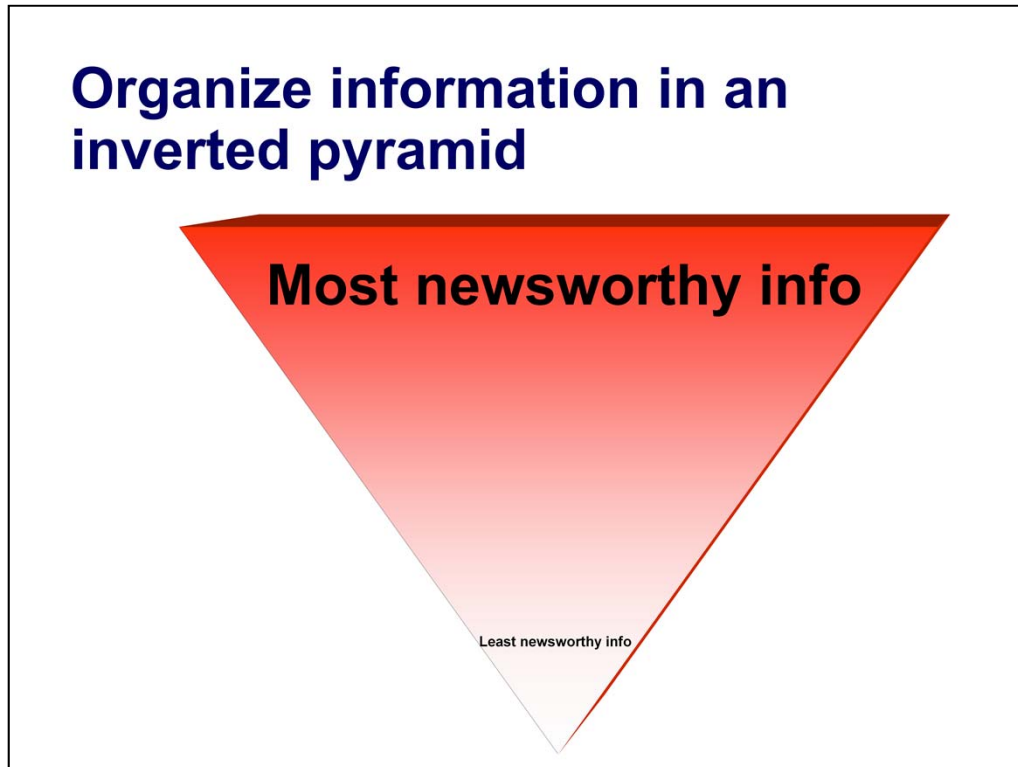 Organize information in an
inverted pyramid
Most newsworthy info
Least newsworthy info